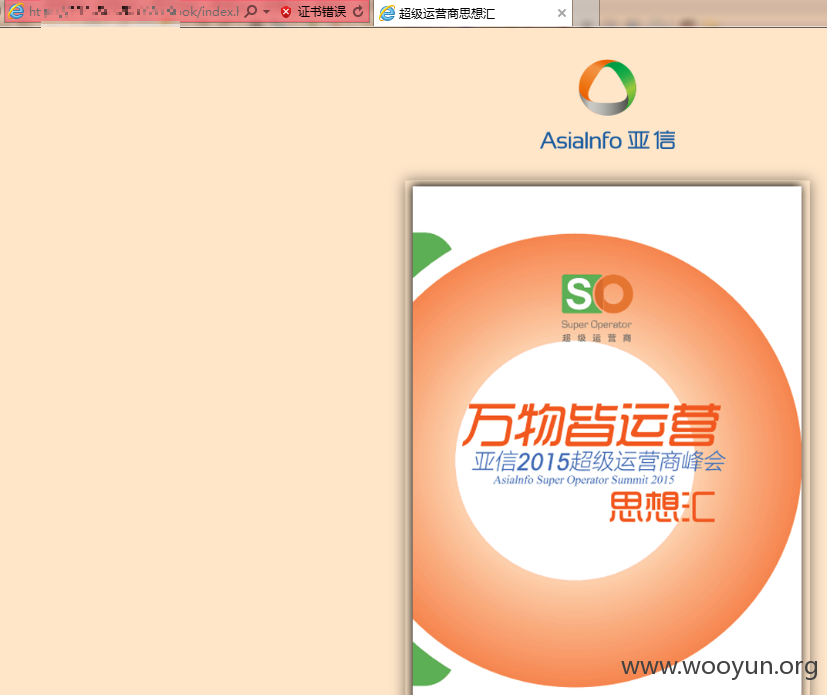 ok/index.l
证书错误
超级运营商思想汇
AsiaInfo 亚信
SO
Super Operator
超级运营商
万物皆运营
亚信2015超级运营商峰会
AsiaInfo Super Operator Summit 2015
思想汇
www.wooyun.org